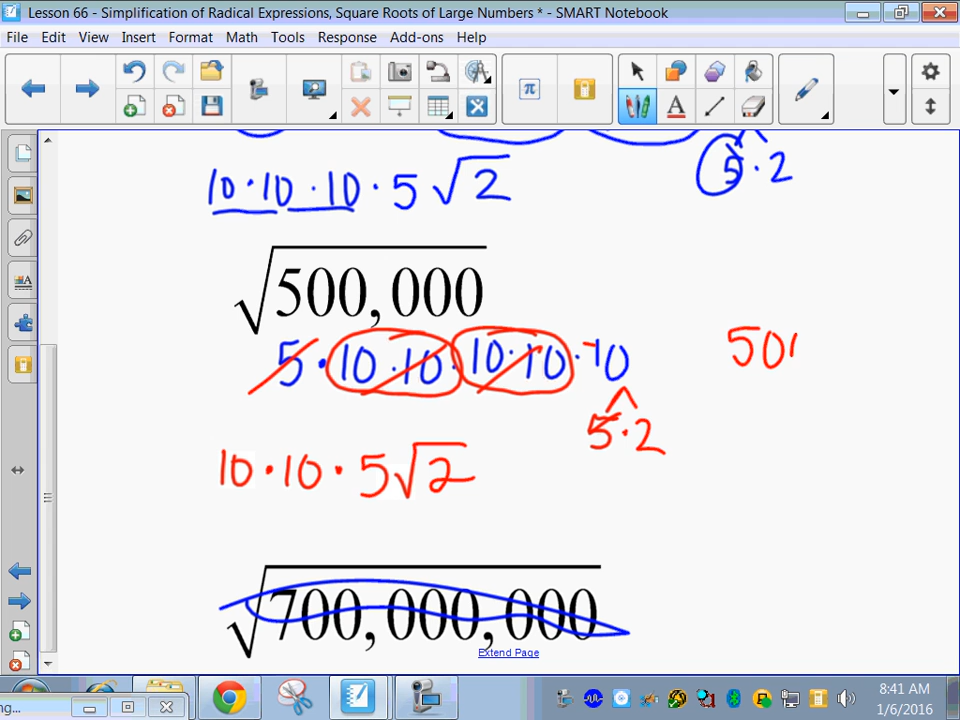 Lesson 66 - Simplification of Radical Expressions, Square Roots of Large Numbers * - SMART Notebook
File Edit View Insert Format Math Tools Response Add-ons Help
5 · 2
10 · 10 · 10 · 5 √2
√500,000
5 · 10 · 10 · 10 · 10 · 10
50
5 · 2
10 · 10 · 5 √2
√700,000,000
Extend Page
ng...
8:41 AM
1/6/2016